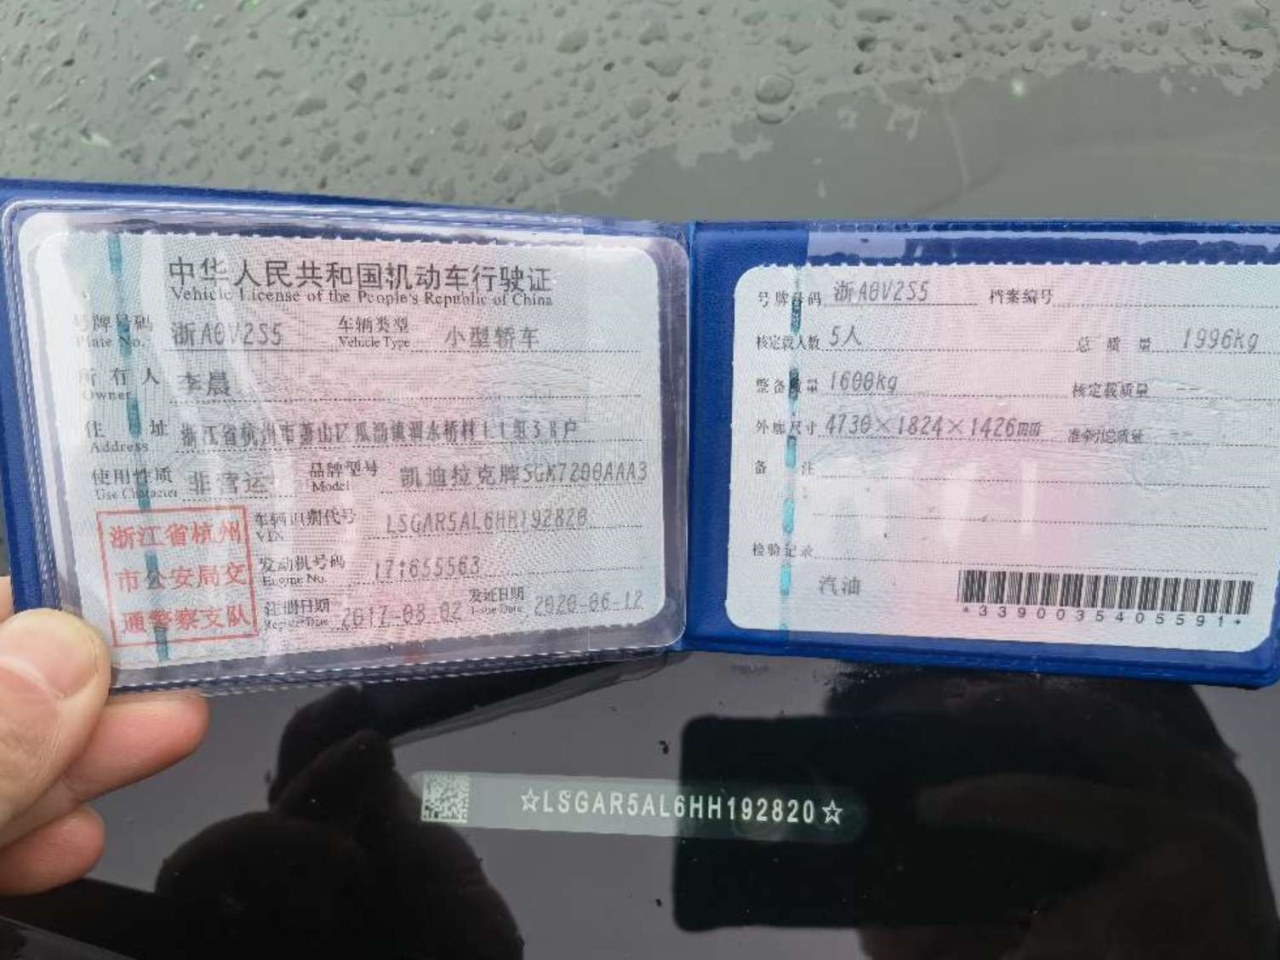 中华人民共和国机动车行驶证
Vehicle License of the People's Republic of China
号牌号码 浙A0V2S5 车辆类型 小型轿车
Plate No. Vehicle Type
所有人 李晨
Owner
住址 浙江省杭州市萧山区瓜沥镇 桥村11组38户
Address
使用性质 非营运 品牌型号 凯迪拉克牌SGM7200AAA3
Use Character Model
浙江省杭州市公安局交通警察支队
车辆识别代号 LSGAR5AL6HH192820
VIN
发动机号码 171655563
Engine No.
注册日期 2017-08-02 发证日期 2020-06-12
Register Date Issue Date
号牌号码 浙A0V2S5 档案编号
核定载人数 5人 总质量 1996kg
整备质量 1600kg 核定载质量
外廓尺寸 4730×1824×1426mm 准牵引总质量
备注
检验记录
汽油
*3390035405591*
☆LSGAR5AL6HH192820☆